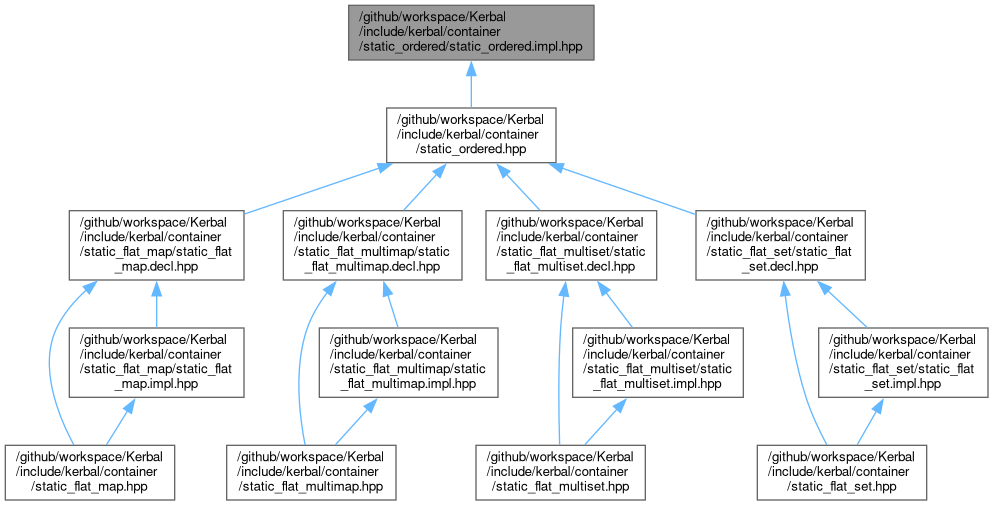 /github/workspace/Kerbal
/include/kerbal/container
/static_ordered/static_ordered.impl.hpp
/github/workspace/Kerbal
/include/kerbal/container
/static_ordered.hpp
/github/workspace/Kerbal
/include/kerbal/container
/static_flat_map/static_flat
_map.decl.hpp
/github/workspace/Kerbal
/include/kerbal/container
/static_flat_multimap/static
_flat_multimap.decl.hpp
/github/workspace/Kerbal
/include/kerbal/container
/static_flat_multiset/static
_flat_multiset.decl.hpp
/github/workspace/Kerbal
/include/kerbal/container
/static_flat_set/static_flat
_set.decl.hpp
/github/workspace/Kerbal
/include/kerbal/container
/static_flat_map/static_flat
_map.impl.hpp
/github/workspace/Kerbal
/include/kerbal/container
/static_flat_multimap/static
_flat_multimap.impl.hpp
/github/workspace/Kerbal
/include/kerbal/container
/static_flat_multiset/static
_flat_multiset.impl.hpp
/github/workspace/Kerbal
/include/kerbal/container
/static_flat_set/static_flat
_set.impl.hpp
/github/workspace/Kerbal
/include/kerbal/container
/static_flat_map.hpp
/github/workspace/Kerbal
/include/kerbal/container
/static_flat_multimap.hpp
/github/workspace/Kerbal
/include/kerbal/container
/static_flat_multiset.hpp
/github/workspace/Kerbal
/include/kerbal/container
/static_flat_set.hpp